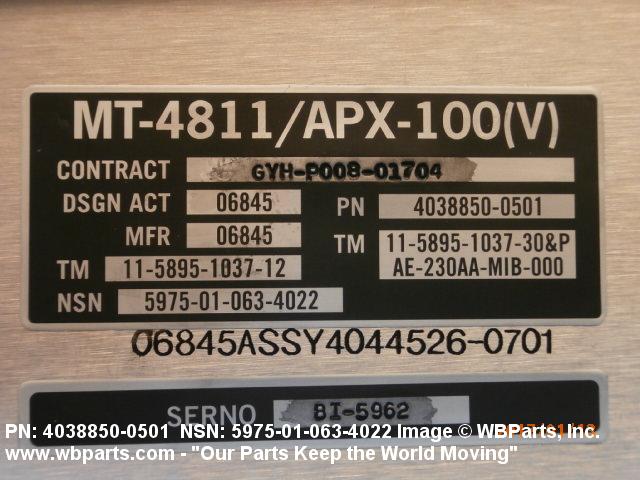 MT-4811/APX-100(V)
CONTRACT GYH-P008-01704
DSGN ACT 06845 PN 4038850-0501
MFR 06845 TM 11-5895-1037-30&P
TM 11-5895-1037-12 AE-230AA-MIB-000
NSN 5975-01-063-4022
06845ASSY4044526-0701
SERNO 8I-5962
PN: 4038850-0501 NSN: 5975-01-063-4022 Image © WBParts, Inc.
www.wbparts.com - "Our Parts Keep the World Moving"